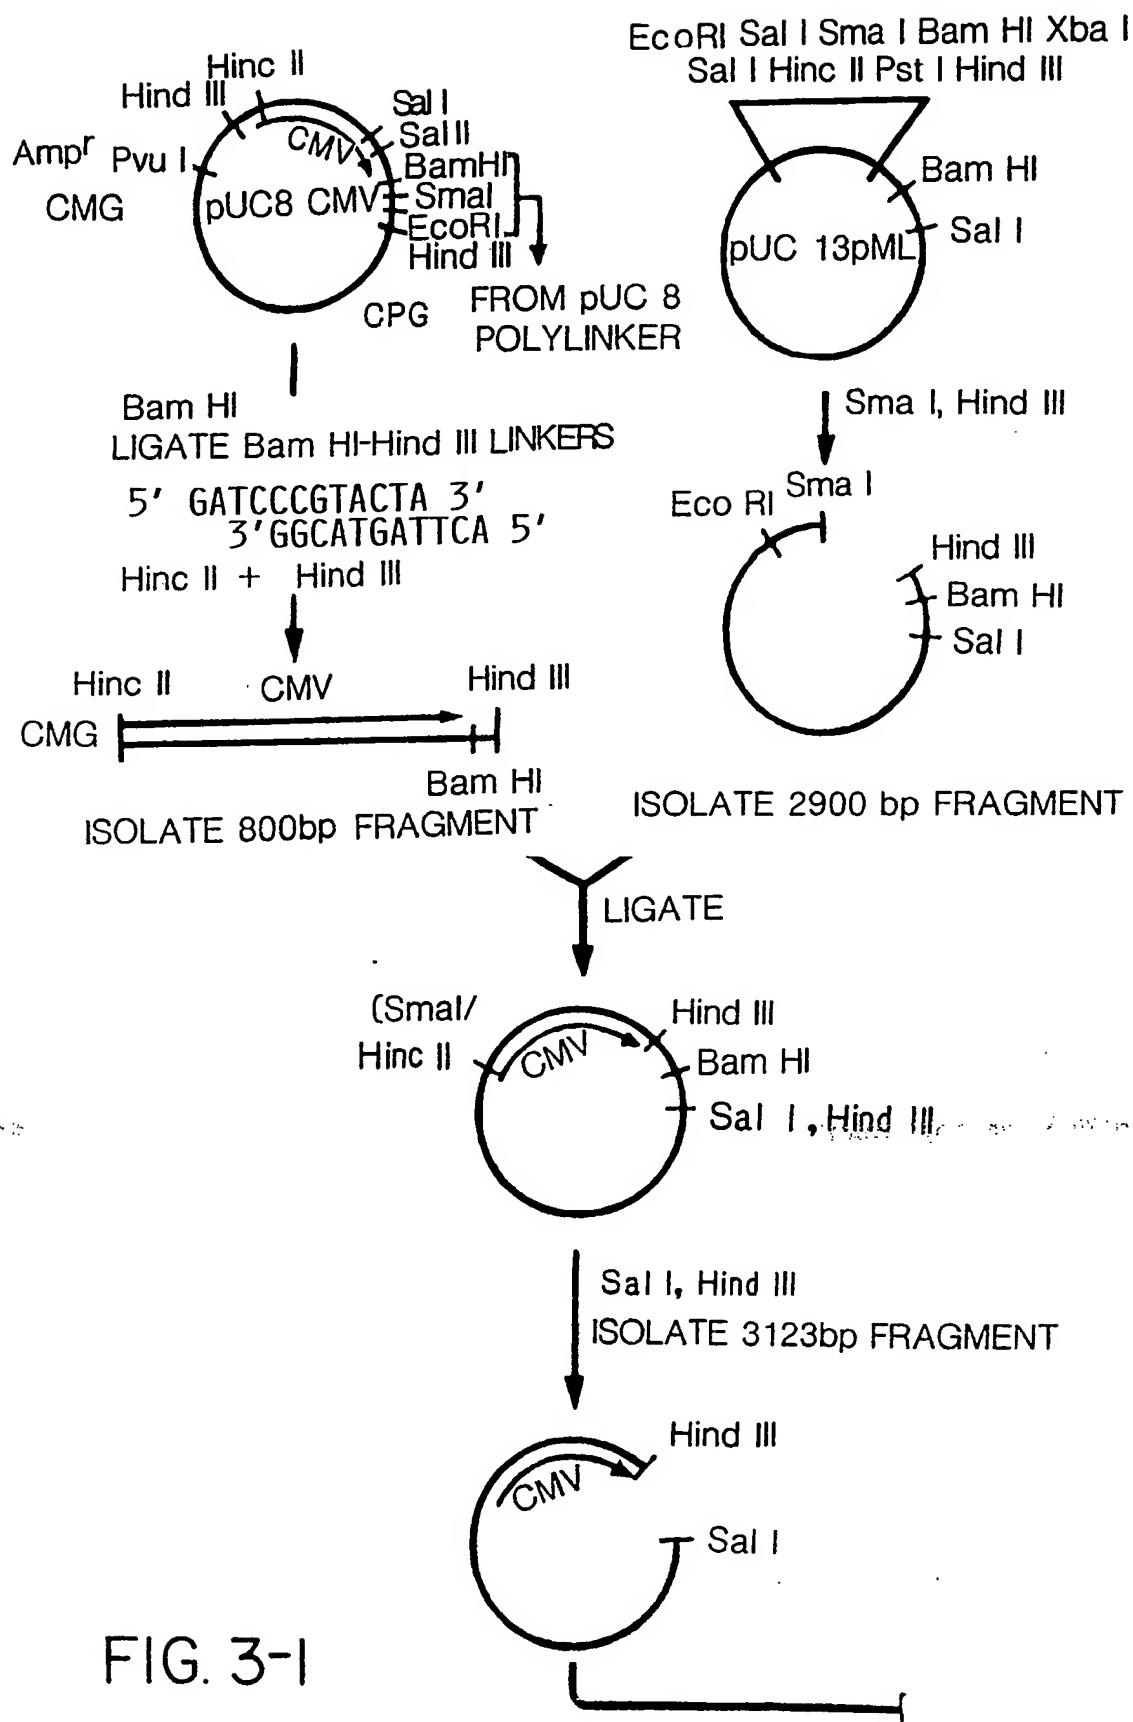 Hinc II
Hind III
Sal I
Sal II
CMV
Ampr
Pvu I
BamHI
CMG
pUC8 CMV
SmaI
EcoRI
Hind III
CPG
FROM pUC 8
POLYLINKER
EcoRI Sal I Sma I Bam HI Xba I
Sal I Hinc II Pst I Hind III
Bam HI
Sal I
pUC 13pML
Bam HI
LIGATE Bam HI-Hind III LINKERS
5' GATCCCGTACTA 3'
3'GGCATGATTCA 5'
Hinc II + Hind III
Sma I, Hind III
Eco RI
Sma I
Hind III
Bam HI
Sal I
Hinc II
CMV
Hind III
CMG
Bam HI
ISOLATE 800bp FRAGMENT
ISOLATE 2900 bp FRAGMENT
LIGATE
(SmaI/
Hinc II
CMV
Hind III
Bam HI
Sal I, Hind III
Sal I, Hind III
ISOLATE 3123bp FRAGMENT
Hind III
CMV
Sal I
FIG. 3-1